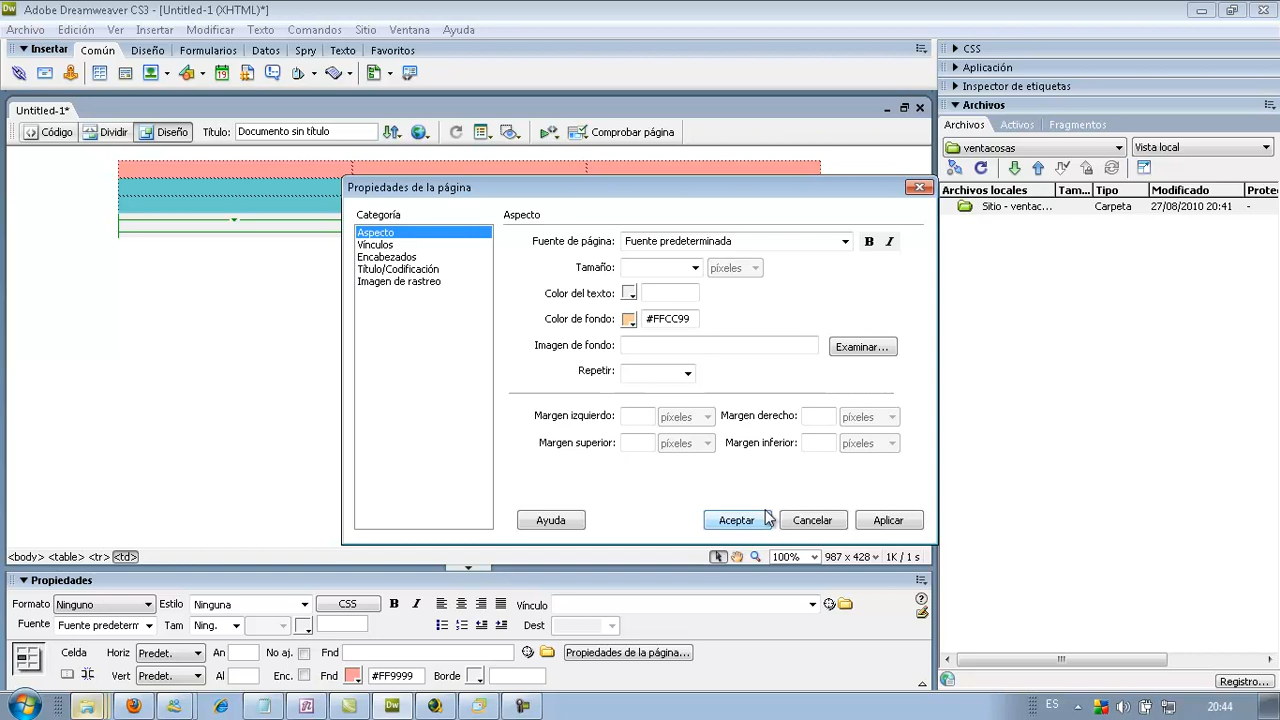 Adobe Dreamweaver CS3 - [Untitled-1 (XHTML)*]
Archivo Edición Ver Insertar Modificar Texto Comandos Sitio Ventana Ayuda
Insertar Común Diseño Formularios Datos Spry Texto Favoritos
Untitled-1*
Código Dividir Diseño Título: Documento sin título Comprobar página
CSS
Aplicación
Inspector de etiquetas
Archivos
Archivos Activos Fragmentos
ventacosas Vista local
Archivos locales Tam... Tipo Modificado Prote
Sitio - ventac... Carpeta 27/08/2010 20:41 -
Propiedades de la página
Categoría
Aspecto
Vínculos
Encabezados
Título/Codificación
Imagen de rastreo
Aspecto
Fuente de página: Fuente predeterminada B I
Tamaño: píxeles
Color del texto:
Color de fondo: #FFCC99
Imagen de fondo: Examinar...
Repetir:
Margen izquierdo: píxeles Margen derecho: píxeles
Margen superior: píxeles Margen inferior: píxeles
Ayuda Aceptar Cancelar Aplicar
<body> <table> <tr> <td> 100% 987 x 428 1K / 1 s
Propiedades
Formato Ninguno Estilo Ninguna CSS B I Vínculo
Fuente Fuente predeterm Tam Ning. Dest
Celda Horiz Predet. An No aj. Fnd Propiedades de la página...
Vert Predet. Al Enc. Fnd #FF9999 Borde
Registro...
ES 20:44